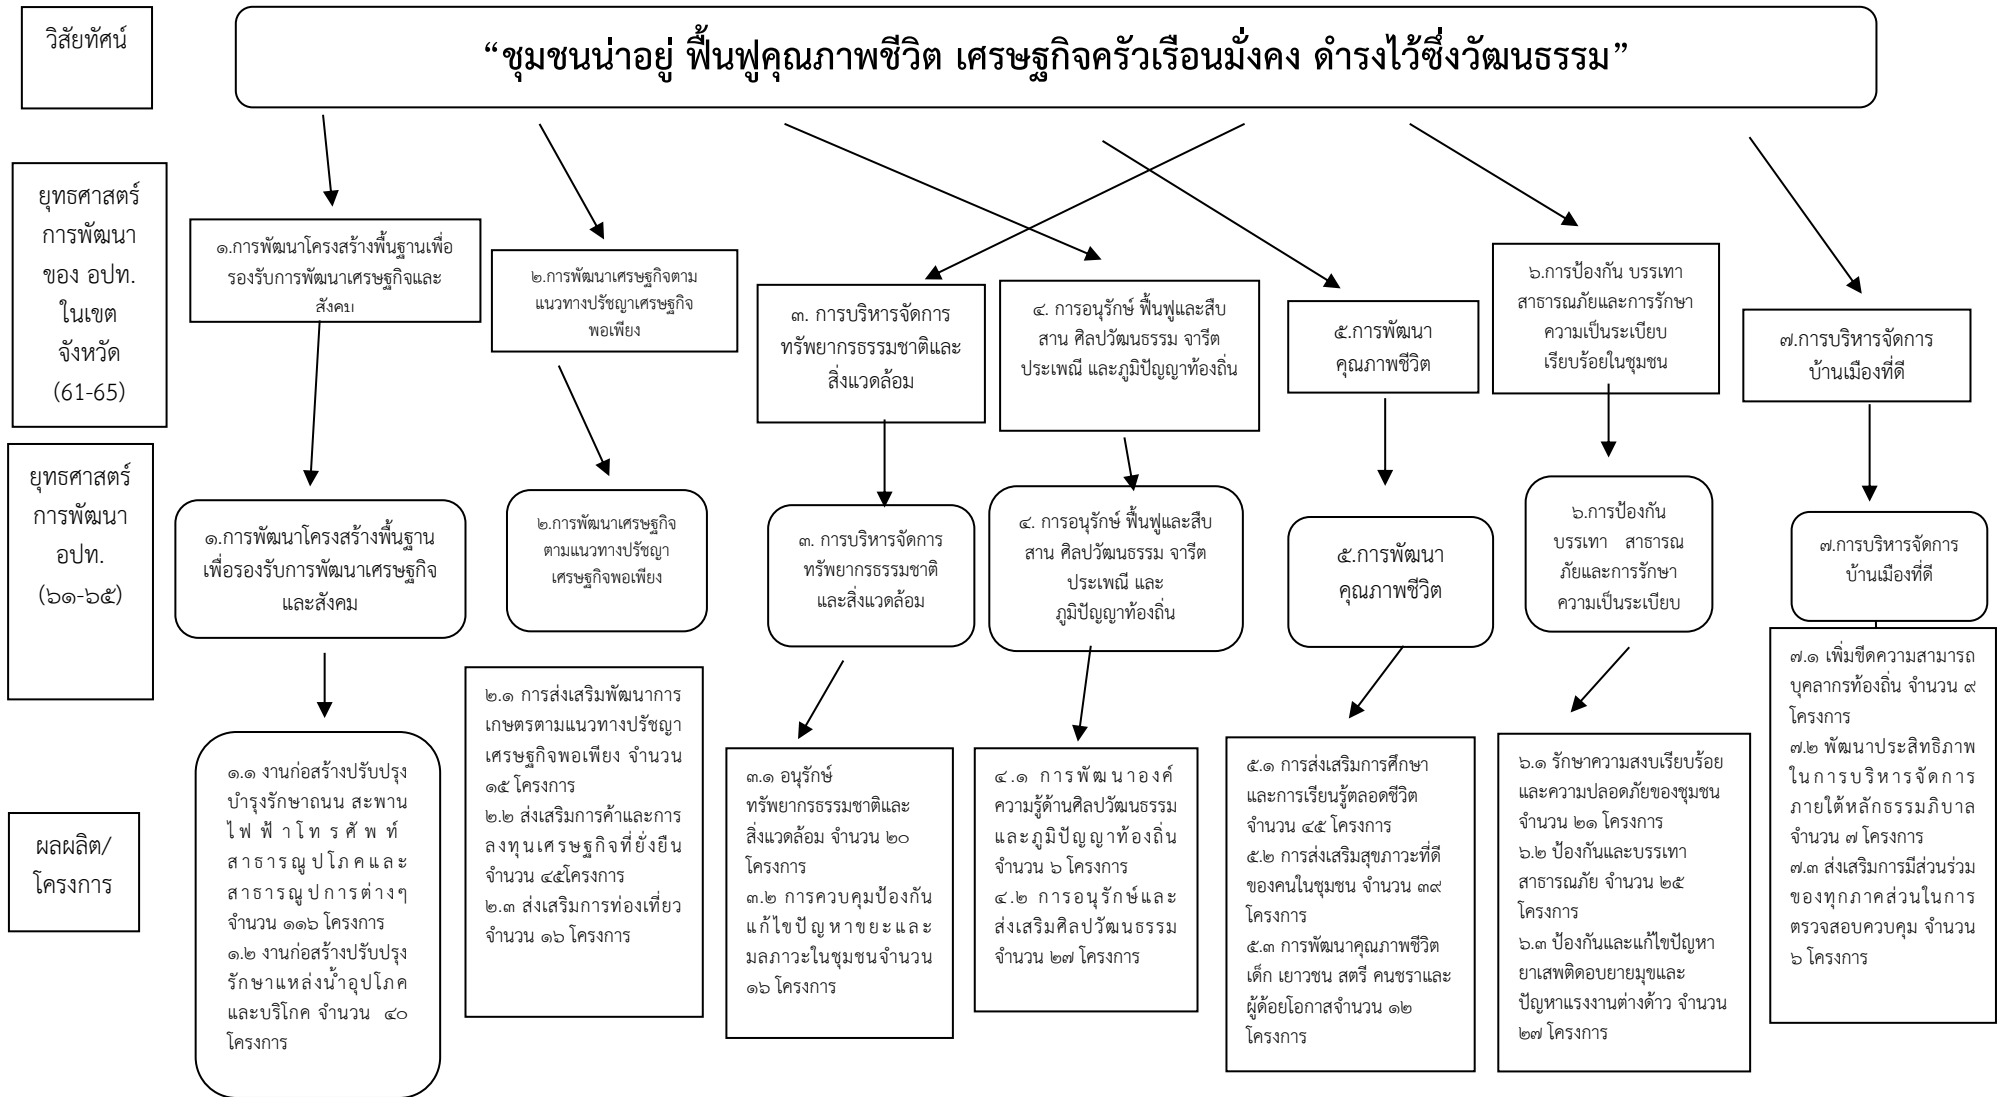 วิสัยทัศน์
“ชุมชนน่าอยู่ ฟื้นฟูคุณภาพชีวิต เศรษฐกิจครัวเรือนมั่งคง ดำรงไว้ซึ่งวัฒนธรรม”
ยุทธศาสตร์
การพัฒนา
ของ อปท.
ในเขต
จังหวัด
(61-65)
๑.การพัฒนาโครงสร้างพื้นฐานเพื่อ
รองรับการพัฒนาเศรษฐกิจและ
สังคม
๒.การพัฒนาเศรษฐกิจตาม
แนวทางปรัชญาเศรษฐกิจ
พอเพียง
๓. การบริหารจัดการ
ทรัพยากรธรรมชาติและ
สิ่งแวดล้อม
๔. การอนุรักษ์ ฟื้นฟูและสืบ
สาน ศิลปวัฒนธรรม จารีต
ประเพณี และภูมิปัญญาท้องถิ่น
๕.การพัฒนา
คุณภาพชีวิต
๖.การป้องกัน บรรเทา
สาธารณภัยและการรักษา
ความเป็นระเบียบ
เรียบร้อยในชุมชน
๗.การบริหารจัดการ
บ้านเมืองที่ดี
ยุทธศาสตร์
การพัฒนา
อปท.
(๖๑-๖๕)
๑.การพัฒนาโครงสร้างพื้นฐาน
เพื่อรองรับการพัฒนาเศรษฐกิจ
และสังคม
๒.การพัฒนาเศรษฐกิจ
ตามแนวทางปรัชญา
เศรษฐกิจพอเพียง
๓. การบริหารจัดการ
ทรัพยากรธรรมชาติ
และสิ่งแวดล้อม
๔. การอนุรักษ์ ฟื้นฟูและสืบ
สาน ศิลปวัฒนธรรม จารีต
ประเพณี และ
ภูมิปัญญาท้องถิ่น
๕.การพัฒนา
คุณภาพชีวิต
๖.การป้องกัน
บรรเทา สาธารณ
ภัยและการรักษา
ความเป็นระเบียบ
๗.การบริหารจัดการ
บ้านเมืองที่ดี
ผลผลิต/
โครงการ
๑.๑ งานก่อสร้างปรับปรุง
บำรุงรักษาถนน สะพาน
ไฟฟ้าโทรศัพท์
สาธารณูปโภคและ
สาธารณูปการต่างๆ
จำนวน ๑๑๖ โครงการ
๑.๒ งานก่อสร้างปรับปรุง
รักษาแหล่งน้ำอุปโภค
และบริโภค จำนวน ๔๐
โครงการ
๒.๑ การส่งเสริมพัฒนาการ
เกษตรตามแนวทางปรัชญา
เศรษฐกิจพอเพียง จำนวน
๑๕ โครงการ
๒.๒ ส่งเสริมการค้าและการ
ลงทุนเศรษฐกิจที่ยั่งยืน
จำนวน ๔๕โครงการ
๒.๓ ส่งเสริมการท่องเที่ยว
จำนวน ๑๖ โครงการ
๓.๑ อนุรักษ์
ทรัพยากรธรรมชาติและ
สิ่งแวดล้อม จำนวน ๒๐
โครงการ
๓.๒ การควบคุมป้องกัน
แก้ไขปัญหาขยะและ
มลภาวะในชุมชนจำนวน
๑๖ โครงการ
๔.๑ การพัฒนาองค์
ความรู้ด้านศิลปวัฒนธรรม
และภูมิปัญญาท้องถิ่น
จำนวน ๖ โครงการ
๔.๒ การอนุรักษ์และ
ส่งเสริมศิลปวัฒนธรรม
จำนวน ๒๗ โครงการ
๕.๑ การส่งเสริมการศึกษา
และการเรียนรู้ตลอดชีวิต
จำนวน ๔๕ โครงการ
๕.๒ การส่งเสริมสุขภาวะที่ดี
ของคนในชุมชน จำนวน ๓๙
โครงการ
๕.๓ การพัฒนาคุณภาพชีวิต
เด็ก เยาวชน สตรี คนชราและ
ผู้ด้อยโอกาสจำนวน ๑๒
โครงการ
๖.๑ รักษาความสงบเรียบร้อย
และความปลอดภัยของชุมชน
จำนวน ๒๑ โครงการ
๖.๒ ป้องกันและบรรเทา
สาธารณภัย จำนวน ๒๕
โครงการ
๖.๓ ป้องกันและแก้ไขปัญหา
ยาเสพติดอบยายมุขและ
ปัญหาแรงงานต่างด้าว จำนวน
๒๗ โครงการ
๗.๑ เพิ่มขีดความสามารถ
บุคลากรท้องถิ่น จำนวน ๙
โครงการ
๗.๒ พัฒนาประสิทธิภาพ
ในการบริหารจัดการ
ภายใต้หลักธรรมภิบาล
จำนวน ๗ โครงการ
๗.๓ ส่งเสริมการมีส่วนร่วม
ของทุกภาคส่วนในการ
ตรวจสอบควบคุม จำนวน
๖ โครงการ